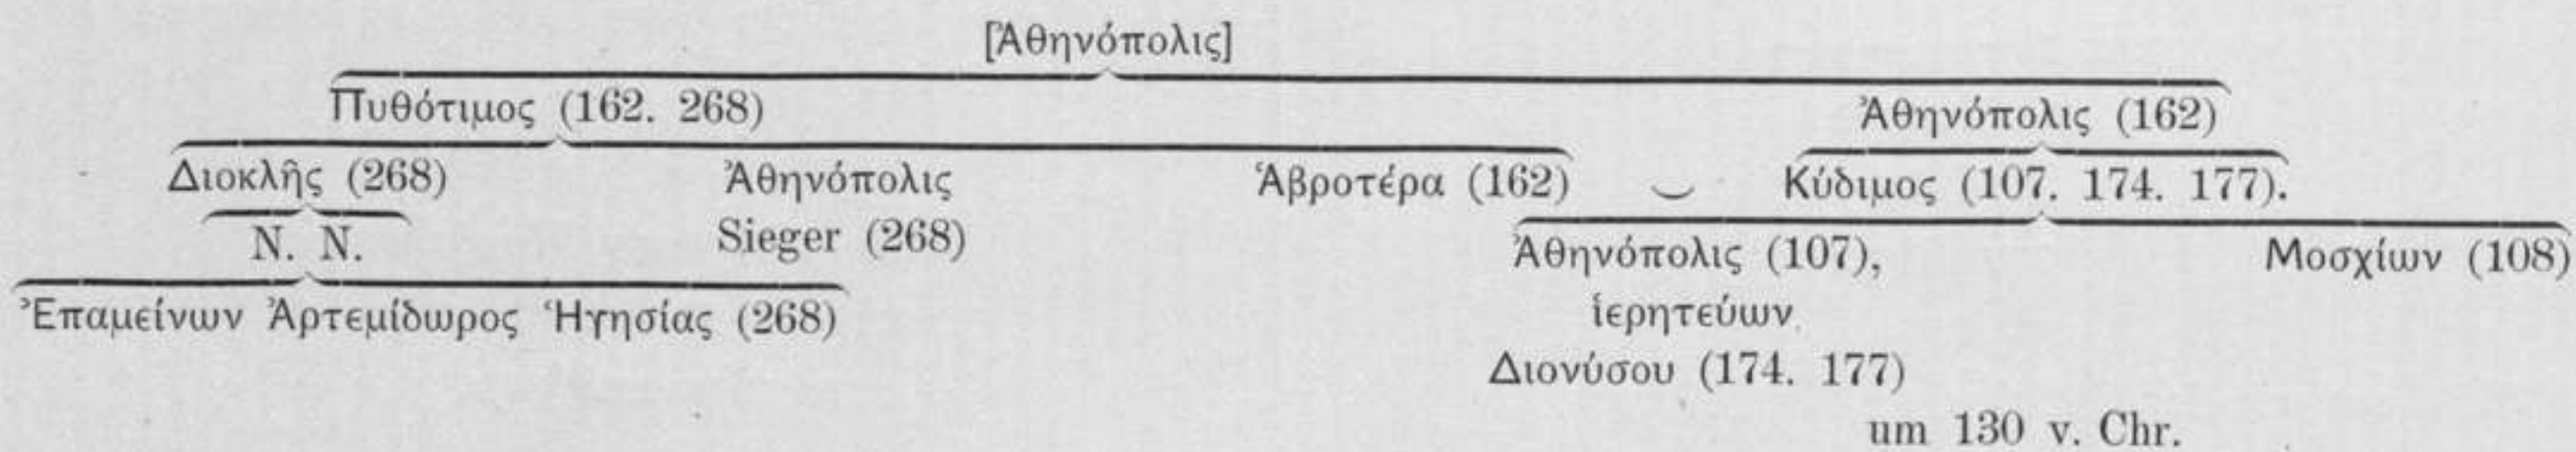 [Ἀθηνόπολις]
Πυθότιμος (162. 268) Ἀθηνόπολις (162)
Διοκλῆς (268) Ἀθηνόπολις Ἁβροτέρα (162) ‿ Κύδιμος (107. 174. 177).
N. N. Sieger (268) Ἀθηνόπολις (107), Μοσχίων (108)
Ἐπαμείνων Ἀρτεμίδωρος Ἡγησίας (268) ἱερητεύων
Διονύσου (174. 177)
um 130 v. Chr.